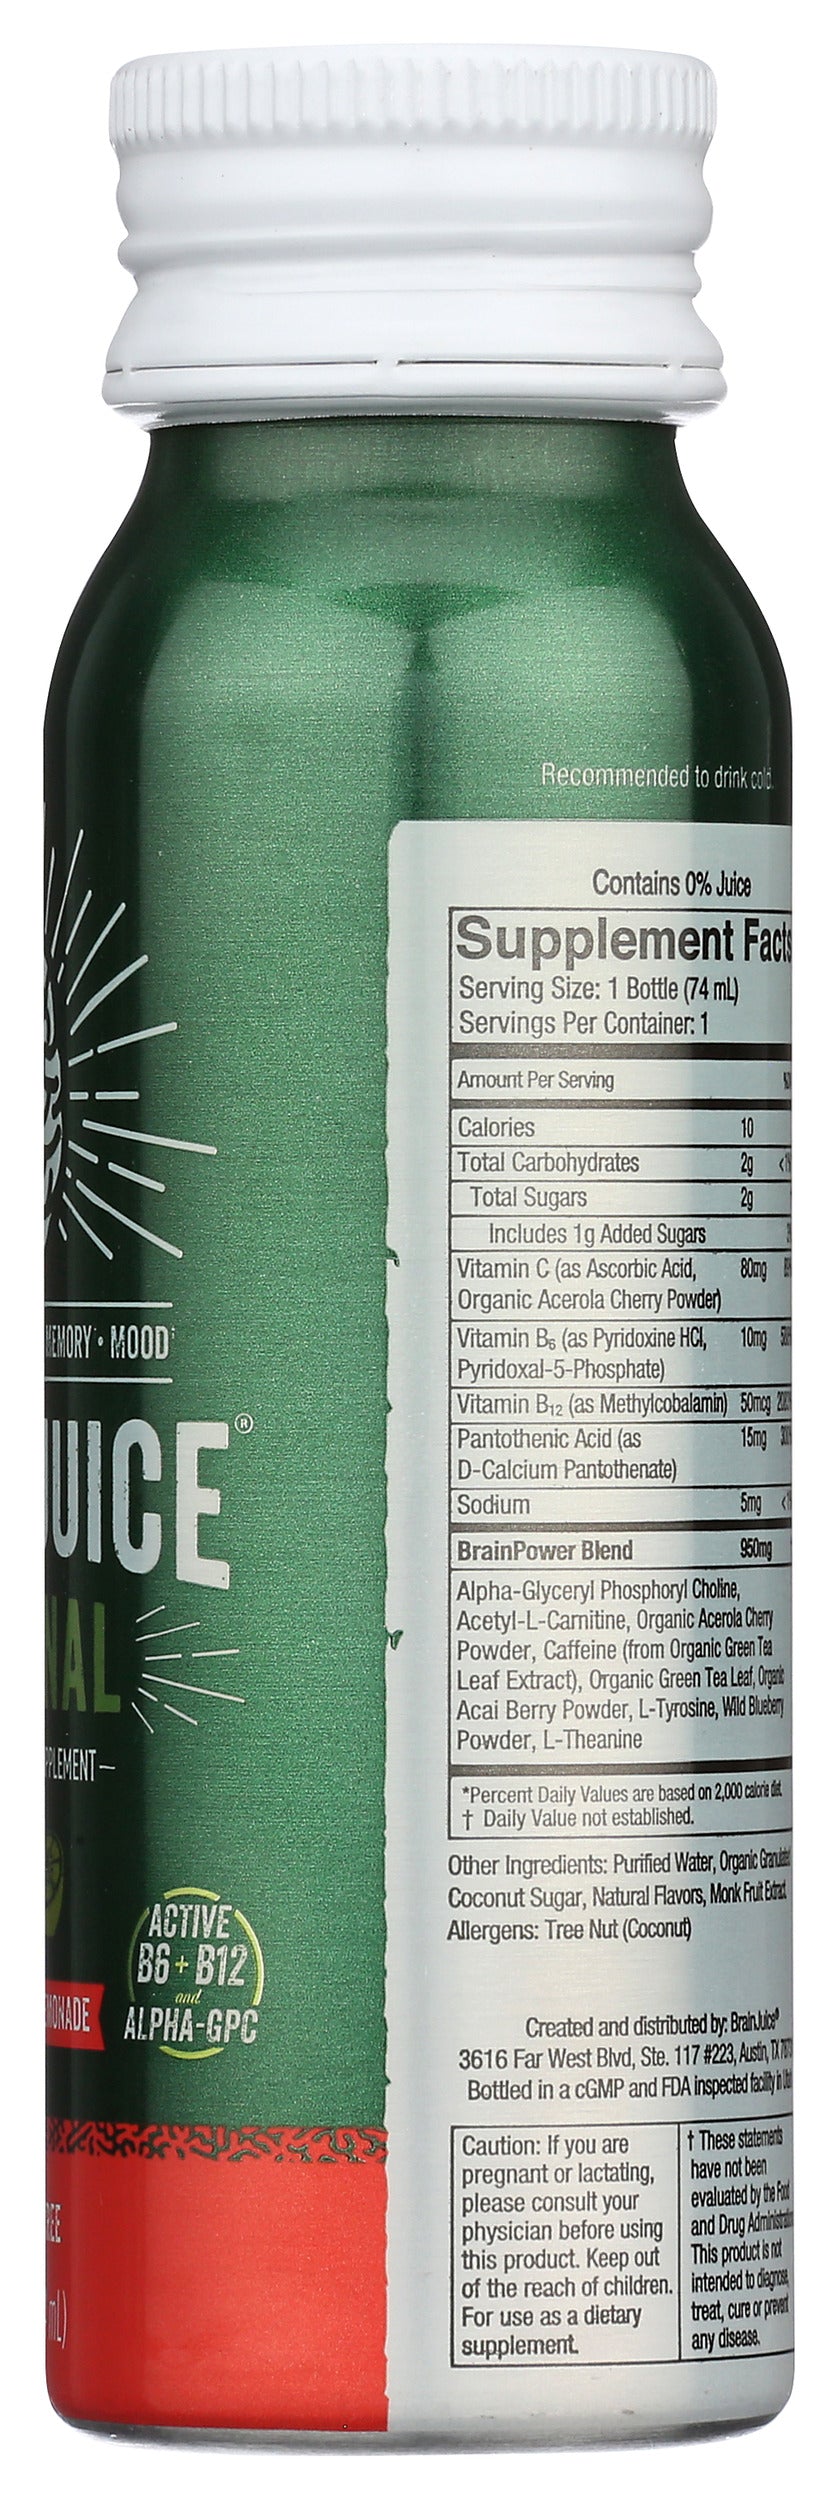 Recommended to drink cold.
Contains 0% Juice
Supplement Facts
Serving Size: 1 Bottle (74 mL)
Servings Per Container: 1
Amount Per Serving
Calories 10
Total Carbohydrates 2g
Total Sugars 2g
Includes 1g Added Sugars
Vitamin C (as Ascorbic Acid, 80mg
Organic Acerola Cherry Powder)
Vitamin B6 (as Pyridoxine HCl, 10mg
Pyridoxal-5-Phosphate)
Vitamin B12 (as Methylcobalamin) 50mcg
Pantothenic Acid (as 15mg
D-Calcium Pantothenate)
Sodium 5mg
BrainPower Blend 950mg
Alpha-Glyceryl Phosphoryl Choline,
Acetyl-L-Carnitine, Organic Acerola Cherry
Powder, Caffeine (from Organic Green Tea
Leaf Extract), Organic Green Tea Leaf, Organic
Acai Berry Powder, L-Tyrosine, Wild Blueberry
Powder, L-Theanine
*Percent Daily Values are based on 2,000 calorie diet.
† Daily Value not established.
Other Ingredients: Purified Water, Organic Granulated
Coconut Sugar, Natural Flavors, Monk Fruit Extract
Allergens: Tree Nut (Coconut)
Created and distributed by: BrainJuice®
3616 Far West Blvd, Ste. 117 #223, Austin, TX
Bottled in a cGMP and FDA inspected facility in
Caution: If you are
pregnant or lactating,
please consult your
physician before using
this product. Keep out
of the reach of children.
For use as a dietary
supplement.
† These statements
have not been
evaluated by the Food
and Drug Administration
This product is not
intended to diagnose,
treat, cure or prevent
any disease.
EMORY • MOOD†
UICE®
NAL
PPLEMENT—
ACTIVE
B6 + B12
and
ALPHA-GPC
MONADE
REE
mL)